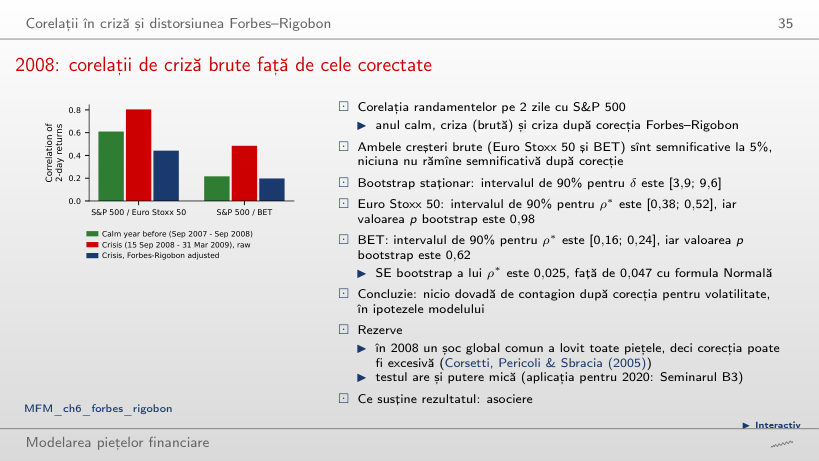 Corelații în criză și distorsiunea Forbes–Rigobon
35
2008: corelații de criză brute față de cele corectate
Correlation of
2-day returns
0.8
0.6
0.4
0.2
0.0
S&P 500 / Euro Stoxx 50
S&P 500 / BET
Calm year before (Sep 2007 - Sep 2008)
Crisis (15 Sep 2008 - 31 Mar 2009), raw
Crisis, Forbes-Rigobon adjusted
Corelația randamentelor pe 2 zile cu S&P 500
▶ anul calm, criza (brută) și criza după corecția Forbes–Rigobon
Ambele creșteri brute (Euro Stoxx 50 și BET) sînt semnificative la 5%,
niciuna nu rămîne semnificativă după corecție
Bootstrap staționar: intervalul de 90% pentru δ este [3,9; 9,6]
Euro Stoxx 50: intervalul de 90% pentru ρ* este [0,38; 0,52], iar
valoarea p bootstrap este 0,98
BET: intervalul de 90% pentru ρ* este [0,16; 0,24], iar valoarea p
bootstrap este 0,62
▶ SE bootstrap a lui ρ* este 0,025, față de 0,047 cu formula Normală
Concluzie: nicio dovadă de contagion după corecția pentru volatilitate,
în ipotezele modelului
Rezerve
▶ în 2008 un șoc global comun a lovit toate piețele, deci corecția poate
fi excesivă (Corsetti, Pericoli & Sbracia (2005))
▶ testul are și putere mică (aplicația pentru 2020: Seminarul B3)
Ce susține rezultatul: asociere
MFM_ch6_forbes_rigobon
▶ Interactiv
Modelarea piețelor financiare